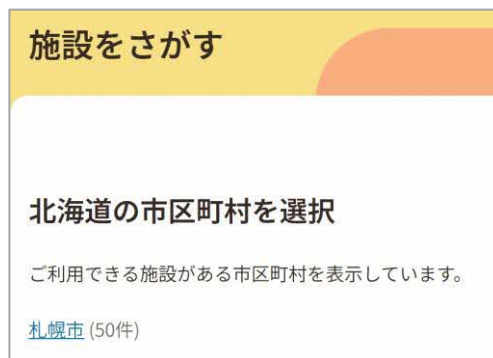 施設をさがす
北海道の市区町村を選択
ご利用できる施設がある市区町村を表示しています。
札幌市 (50件)